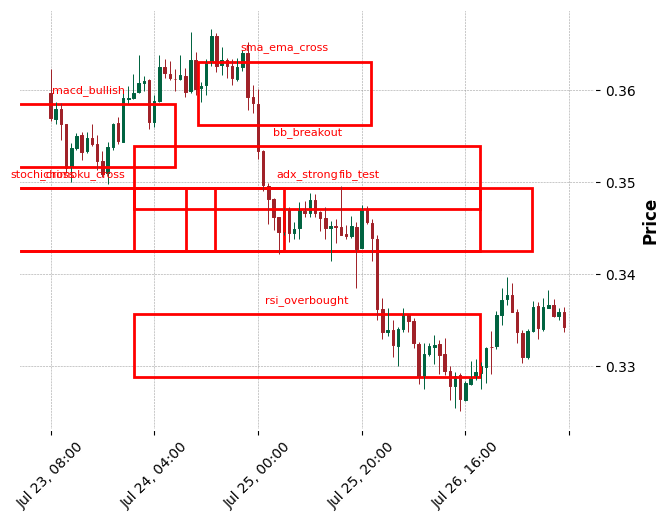 sma_ema_cross
0.36
macd_bullish
bb_breakout
0.35
adx_strong
fib_test
Price
0.34
rsi_overbought
0.33
Jul 23, 08:00
Jul 24, 04:00
Jul 25, 00:00
Jul 25, 20:00
Jul 26, 16:00